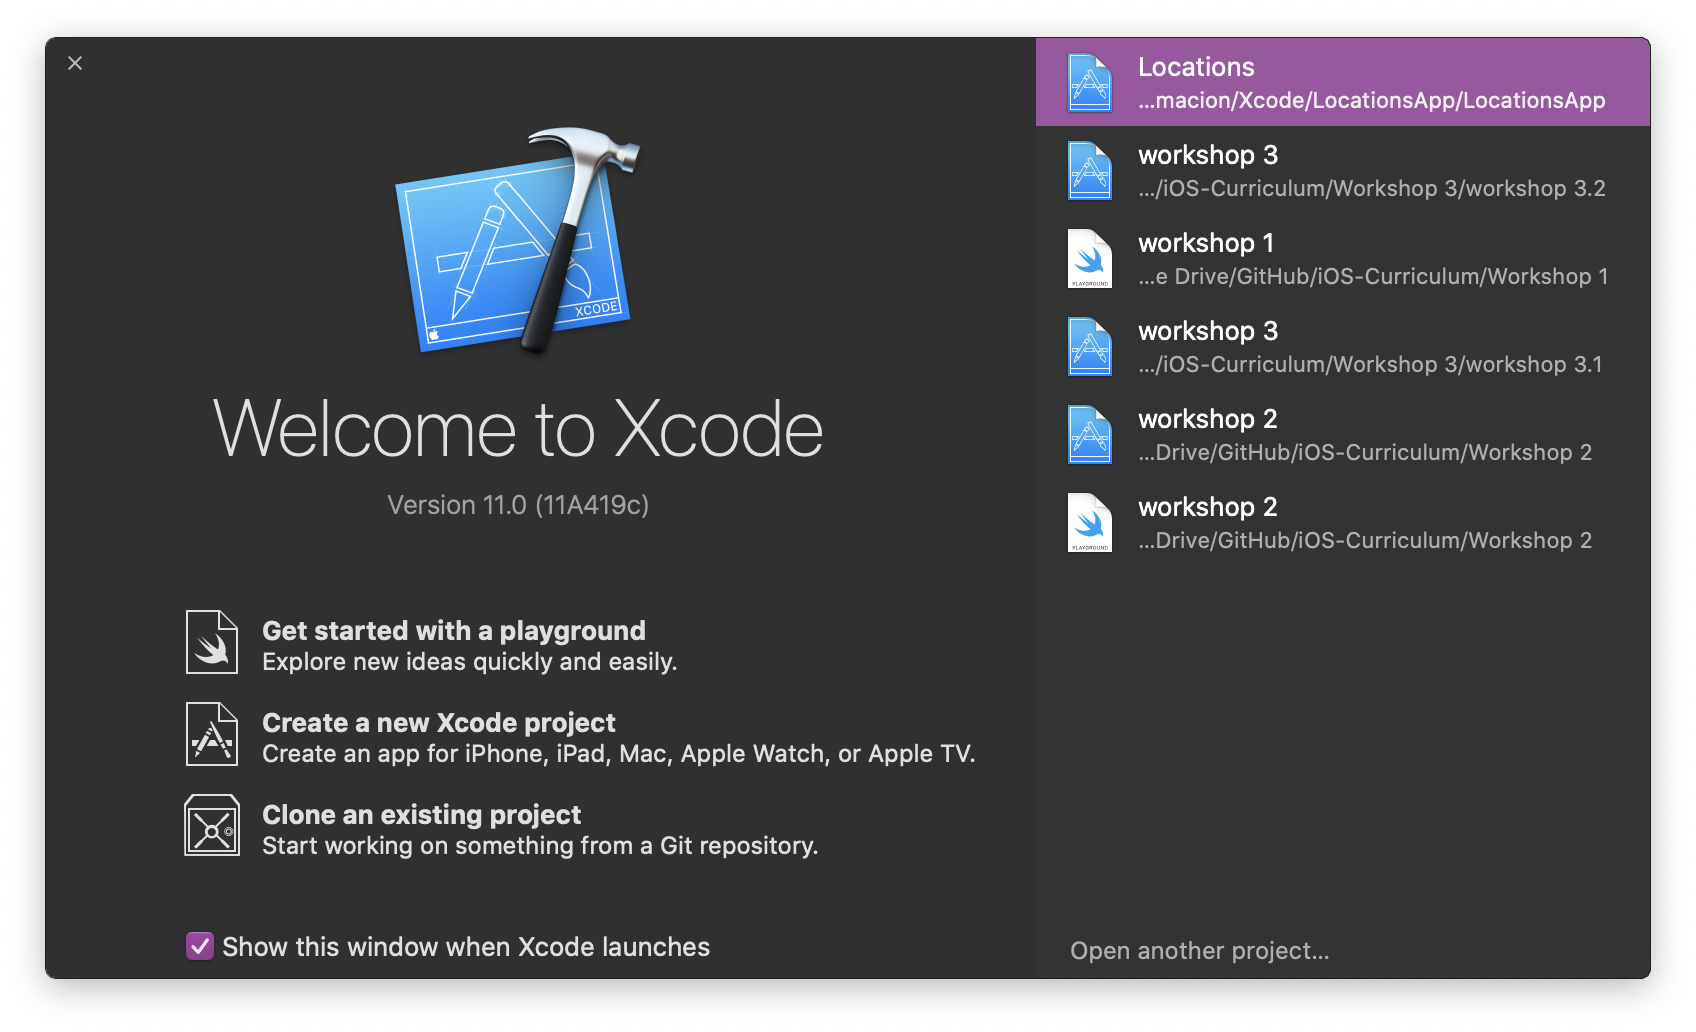 XCODE
Welcome to Xcode
Version 11.0 (11A419c)
Get started with a playground
Explore new ideas quickly and easily.
Create a new Xcode project
Create an app for iPhone, iPad, Mac, Apple Watch, or Apple TV.
Clone an existing project
Start working on something from a Git repository.
Show this window when Xcode launches
Locations
...macion/Xcode/LocationsApp/LocationsApp
workshop 3
.../iOS-Curriculum/Workshop 3/workshop 3.2
workshop 1
...e Drive/GitHub/iOS-Curriculum/Workshop 1
PLAYGROUND
workshop 3
.../iOS-Curriculum/Workshop 3/workshop 3.1
workshop 2
...Drive/GitHub/iOS-Curriculum/Workshop 2
workshop 2
...Drive/GitHub/iOS-Curriculum/Workshop 2
PLAYGROUND
Open another project...